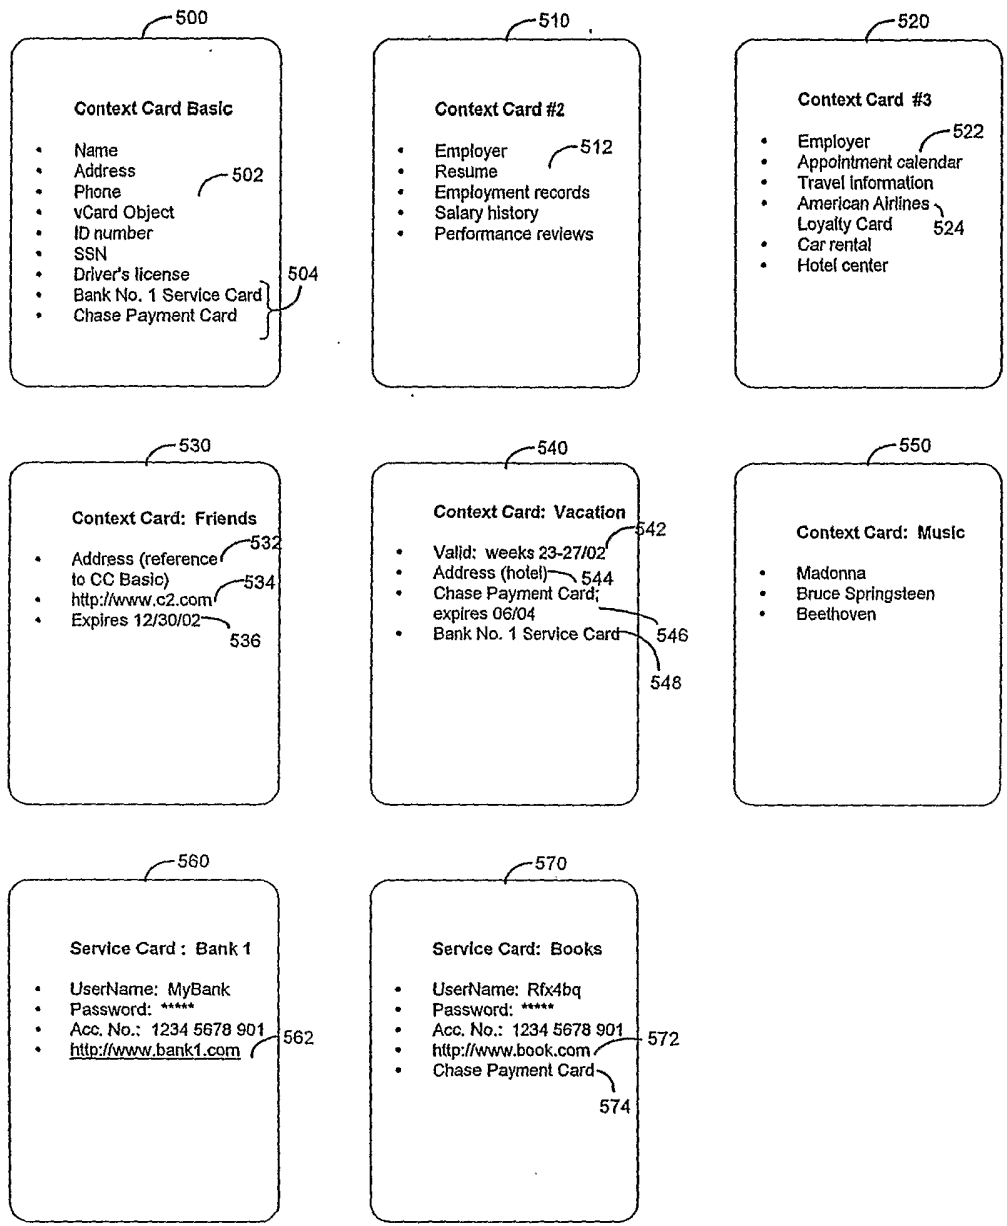 500
Context Card Basic
• Name
• Address
502
• Phone
• vCard Object
• ID number
• SSN
• Driver's license
504
• Bank No. 1 Service Card
• Chase Payment Card
510
Context Card #2
• Employer
512
• Resume
• Employment records
• Salary history
• Performance reviews
520
Context Card #3
522
• Employer
• Appointment calendar
• Travel Information
• American Airlines
Loyalty Card
524
• Car rental
• Hotel center
530
Context Card: Friends
532
• Address (reference
to CC Basic)
534
• http://www.c2.com
• Expires 12/30/02
536
540
Context Card: Vacation
542
• Valid: weeks 23-27/02
• Address (hotel)
544
• Chase Payment Card;
expires 06/04
546
• Bank No. 1 Service Card
548
550
Context Card: Music
• Madonna
• Bruce Springsteen
• Beethoven
560
Service Card : Bank 1
• UserName: MyBank
• Password: *****
• Acc. No.: 1234 5678 901
562
• http://www.bank1.com
570
Service Card: Books
• UserName: Rfx4bq
• Password: *****
• Acc. No.: 1234 5678 901
572
• http://www.book.com
• Chase Payment Card
574